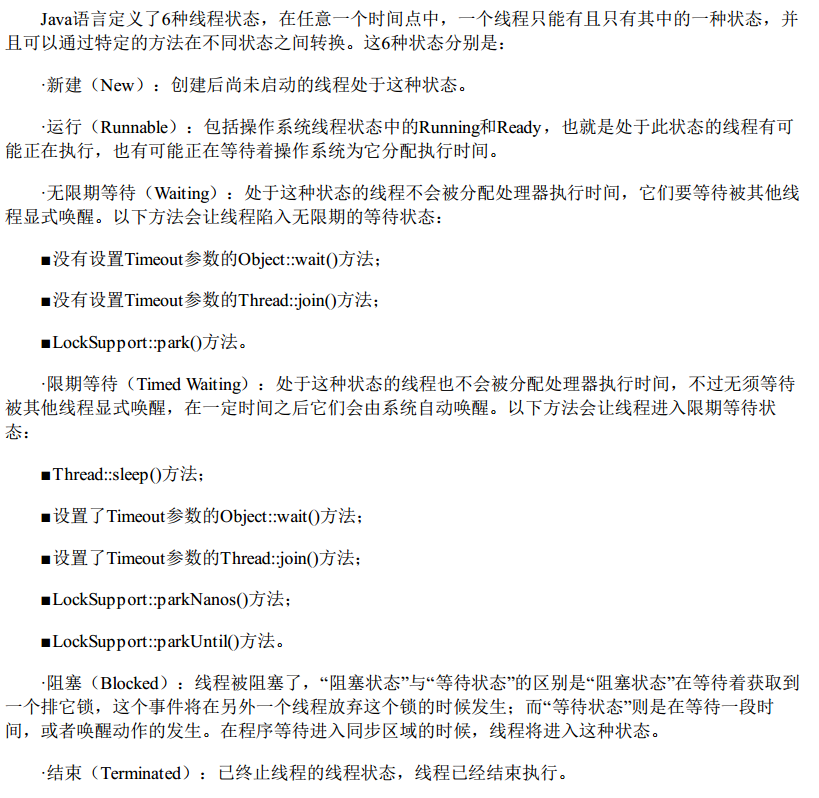 Java语言定义了6种线程状态，在任意一个时间点中，一个线程只能有且只有其中的一种状态，并
且可以通过特定的方法在不同状态之间转换。这6种状态分别是：
·新建（New）：创建后尚未启动的线程处于这种状态。
·运行（Runnable）：包括操作系统线程状态中的Running和Ready，也就是处于此状态的线程有可
能正在执行，也有可能正在等待着操作系统为它分配执行时间。
·无限期等待（Waiting）：处于这种状态的线程不会被分配处理器执行时间，它们要等待被其他线
程显式唤醒。以下方法会让线程陷入无限期的等待状态：
■没有设置Timeout参数的Object::wait()方法；
■没有设置Timeout参数的Thread::join()方法；
■LockSupport::park()方法。
·限期等待（Timed Waiting）：处于这种状态的线程也不会被分配处理器执行时间，不过无须等待
被其他线程显式唤醒，在一定时间之后它们会由系统自动唤醒。以下方法会让线程进入限期等待状
态：
■Thread::sleep()方法；
■设置了Timeout参数的Object::wait()方法；
■设置了Timeout参数的Thread::join()方法；
■LockSupport::parkNanos()方法；
■LockSupport::parkUntil()方法。
·阻塞（Blocked）：线程被阻塞了，“阻塞状态”与“等待状态”的区别是“阻塞状态”在等待着获取到
一个排它锁，这个事件将在另外一个线程放弃这个锁的时候发生；而“等待状态”则是在等待一段时
间，或者唤醒动作的发生。在程序等待进入同步区域的时候，线程将进入这种状态。
·结束（Terminated）：已终止线程的线程状态，线程已经结束执行。